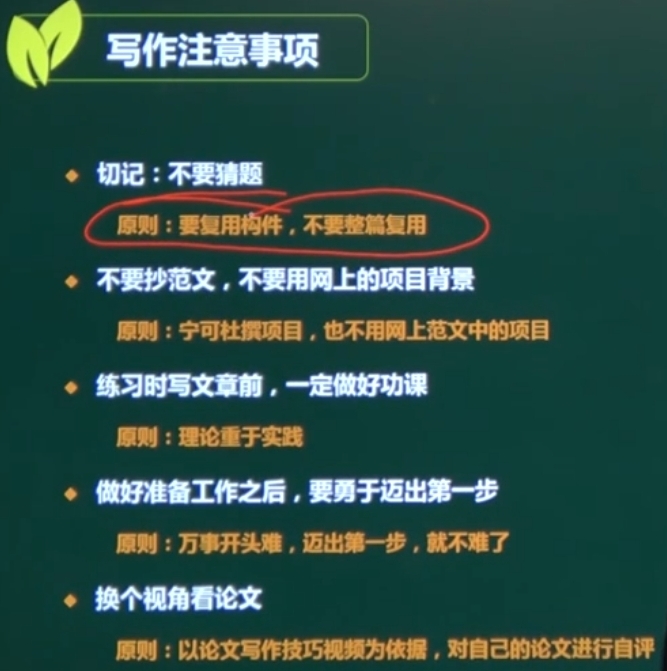 写作注意事项
切记：不要猜题
原则：要复用构件，不要整篇复用
不要抄范文，不要用网上的项目背景
原则：宁可杜撰项目，也不用网上范文中的项目
练习时写文章前，一定做好功课
原则：理论重于实践
做好准备工作之后，要勇于迈出第一步
原则：万事开头难，迈出第一步，就不难了
换个视角看论文
原则：以论文写作技巧视频为依据，对自己的论文进行自评